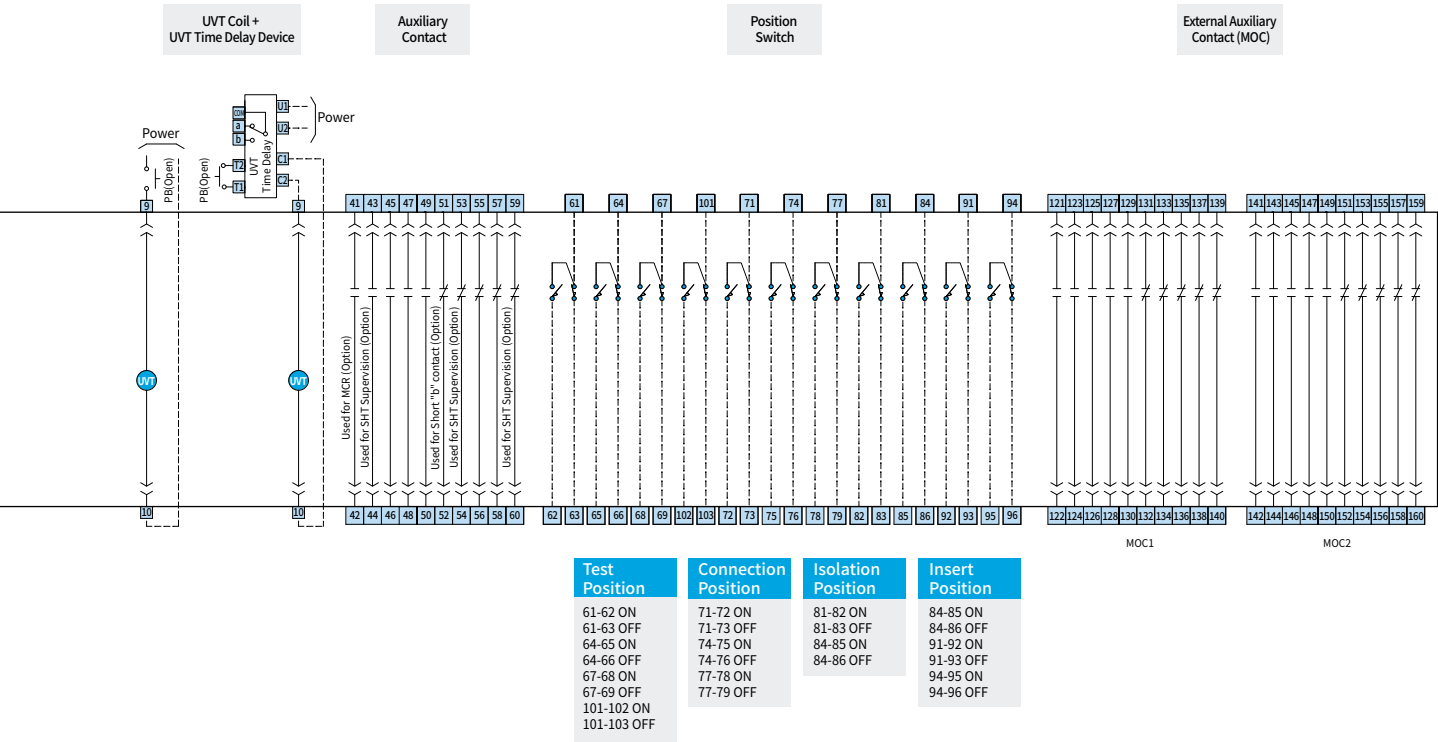 UVT Coil +
UVT Time Delay Device
Auxiliary
Contact
Position
Switch
External Auxiliary
Contact (MOC)
Power
PB(Open)
9
UVT
10
COM
a
b
T2
T1
UVT
Time Delay
U1
U2
C1
C2
Power
PB(Open)
9
UVT
10
41 43 45 47 49 51 53 55 57 59
Used for MCR (Option)
Used for SHT Supervision (Option)
Used for Short "b" contact (Option)
Used for SHT Supervision (Option)
Used for SHT Supervision (Option)
42 44 46 48 50 52 54 56 58 60
61 64 67 101 71 74 77 81 84 91 94
62 63 65 66 68 69 102 103 72 73 75 76 78 79 82 83 85 86 92 93 95 96
121 123 125 127 129 131 133 135 137 139
122 124 126 128 130 132 134 136 138 140
MOC1
141 143 145 147 149 151 153 155 157 159
142 144 146 148 150 152 154 156 158 160
MOC2
Test
Position
61-62 ON
61-63 OFF
64-65 ON
64-66 OFF
67-68 ON
67-69 OFF
101-102 ON
101-103 OFF
Connection
Position
71-72 ON
71-73 OFF
74-75 ON
74-76 OFF
77-78 ON
77-79 OFF
Isolation
Position
81-82 ON
81-83 OFF
84-85 ON
84-86 OFF
Insert
Position
84-85 ON
84-86 OFF
91-92 ON
91-93 OFF
94-95 ON
94-96 OFF